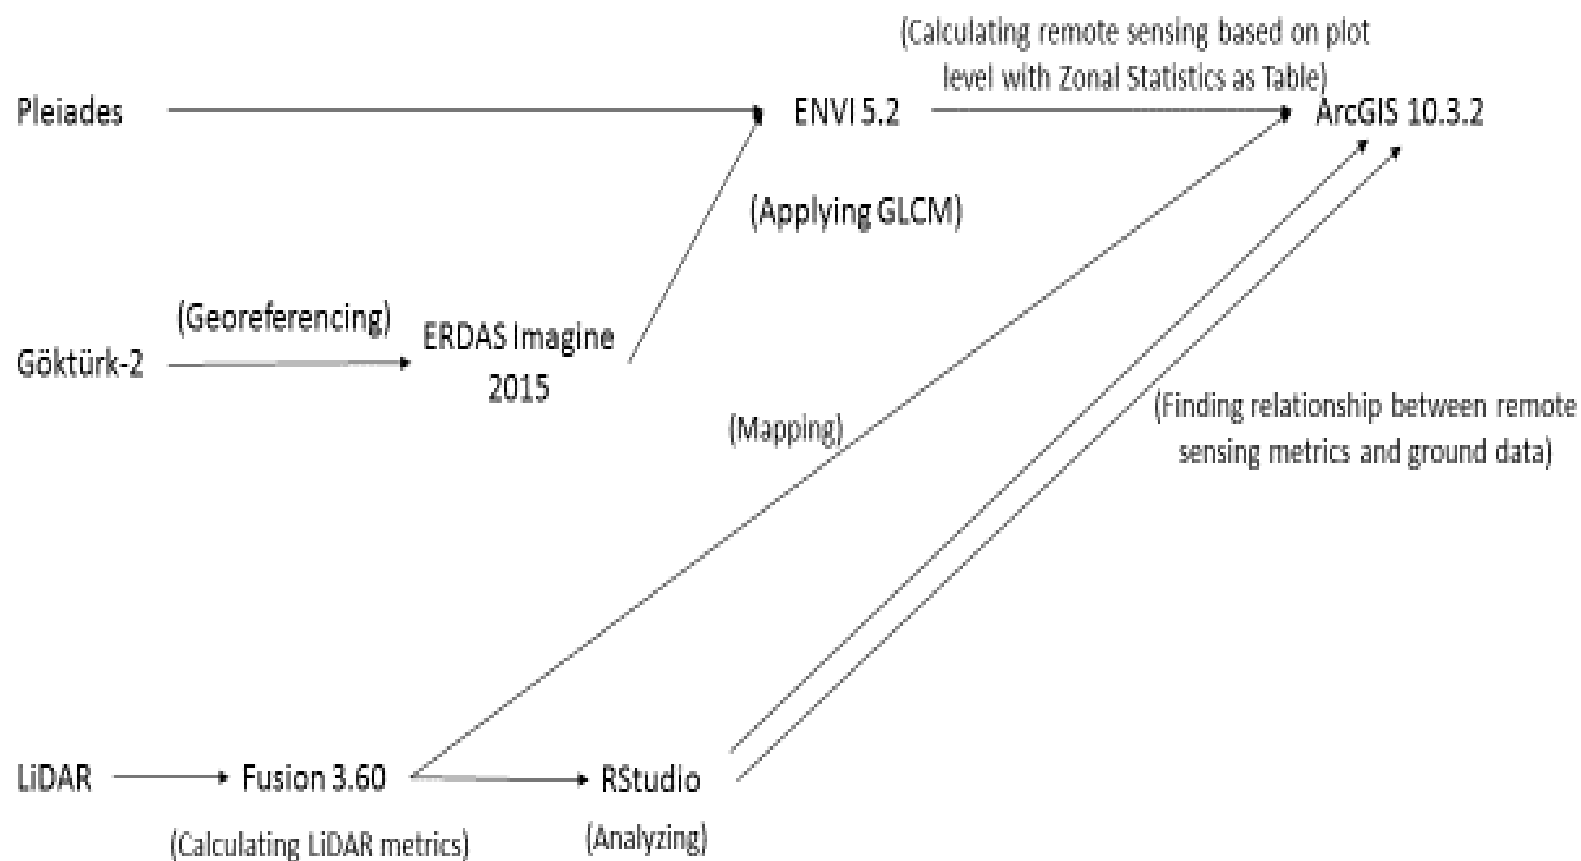 (Calculating remote sensing based on plot
level with Zonal Statistics as Table)
Pleiades
ENVI 5.2
ArcGIS 10.3.2
(Applying GLCM)
(Georeferencing)
Göktürk-2
ERDAS Imagine
2015
(Mapping)
(Finding relationship between remote
sensing metrics and ground data)
LiDAR
Fusion 3.60
RStudio
(Calculating LiDAR metrics)
(Analyzing)